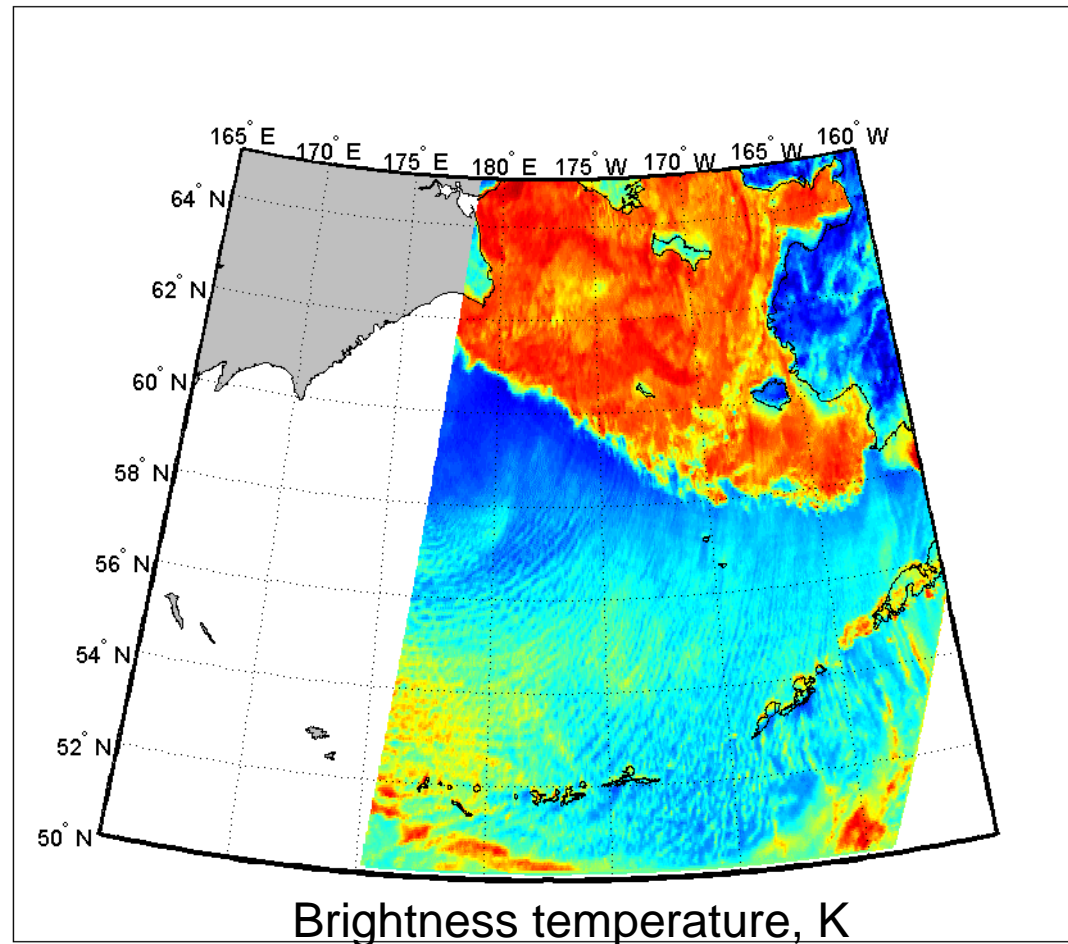 165° E 170° E 175° E 180° E 175° W 170° W 165° W 160° W
64° N
62° N
60° N
58° N
56° N
54° N
52° N
50° N
Brightness temperature, K